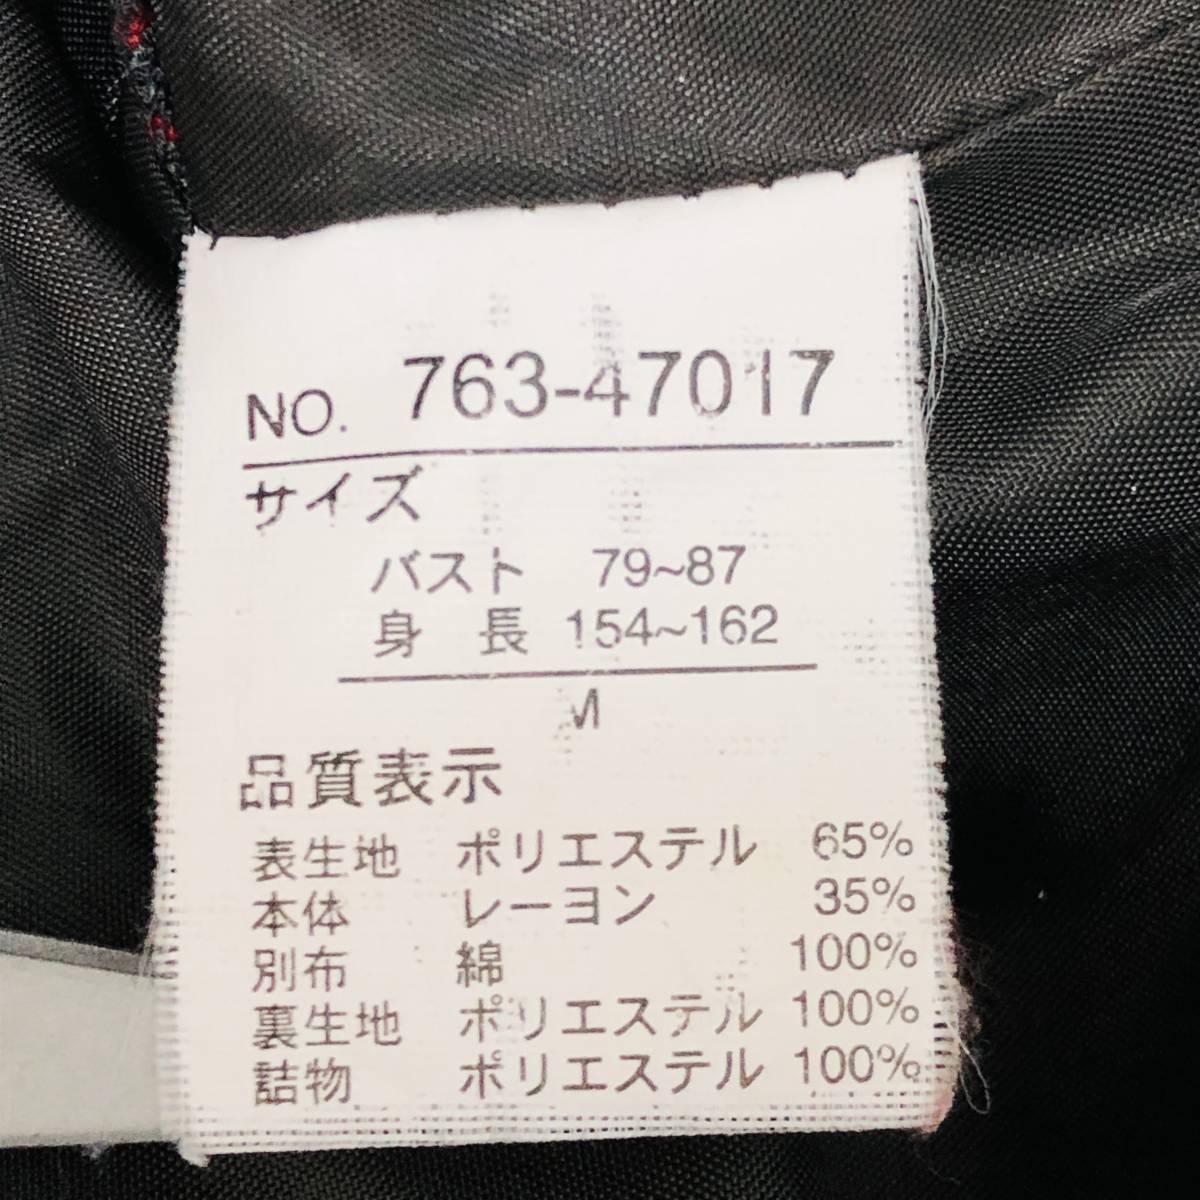 NO. 763-47017
サイズ
バスト 79~87
身 長 154~162
M
品質表示
表生地 ポリエステル 65%
本体 レーヨン 35%
別布 綿 100%
裏生地 ポリエステル 100%
詰物 ポリエステル 100%